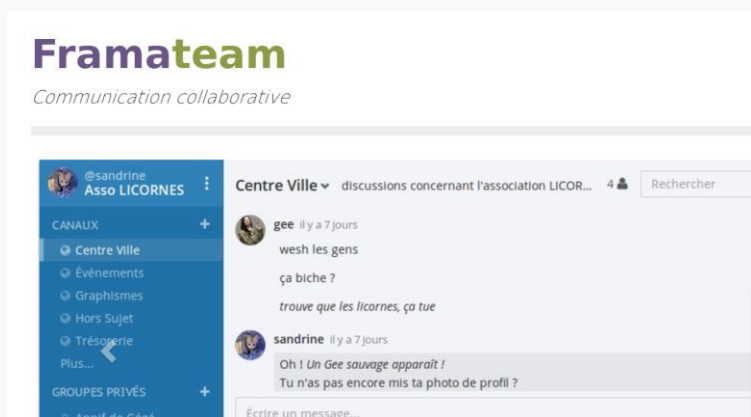 Framateam
Communication collaborative
@sandrine
Asso LICORNES
CANAUX +
Centre Ville
Événements
Graphismes
Hors Sujet
Trésorerie
Plus...
GROUPES PRIVÉS +
Centre Ville discussions concernant l'association LICOR... 4 Rechercher
gee il y a 7 jours
wesh les gens
ça biche ?
trouve que les licornes, ça tue
sandrine il y a 7 jours
Oh ! Un Gee sauvage apparaît !
Tu n'as pas encore mis ta photo de profil ?
Écrire un message...